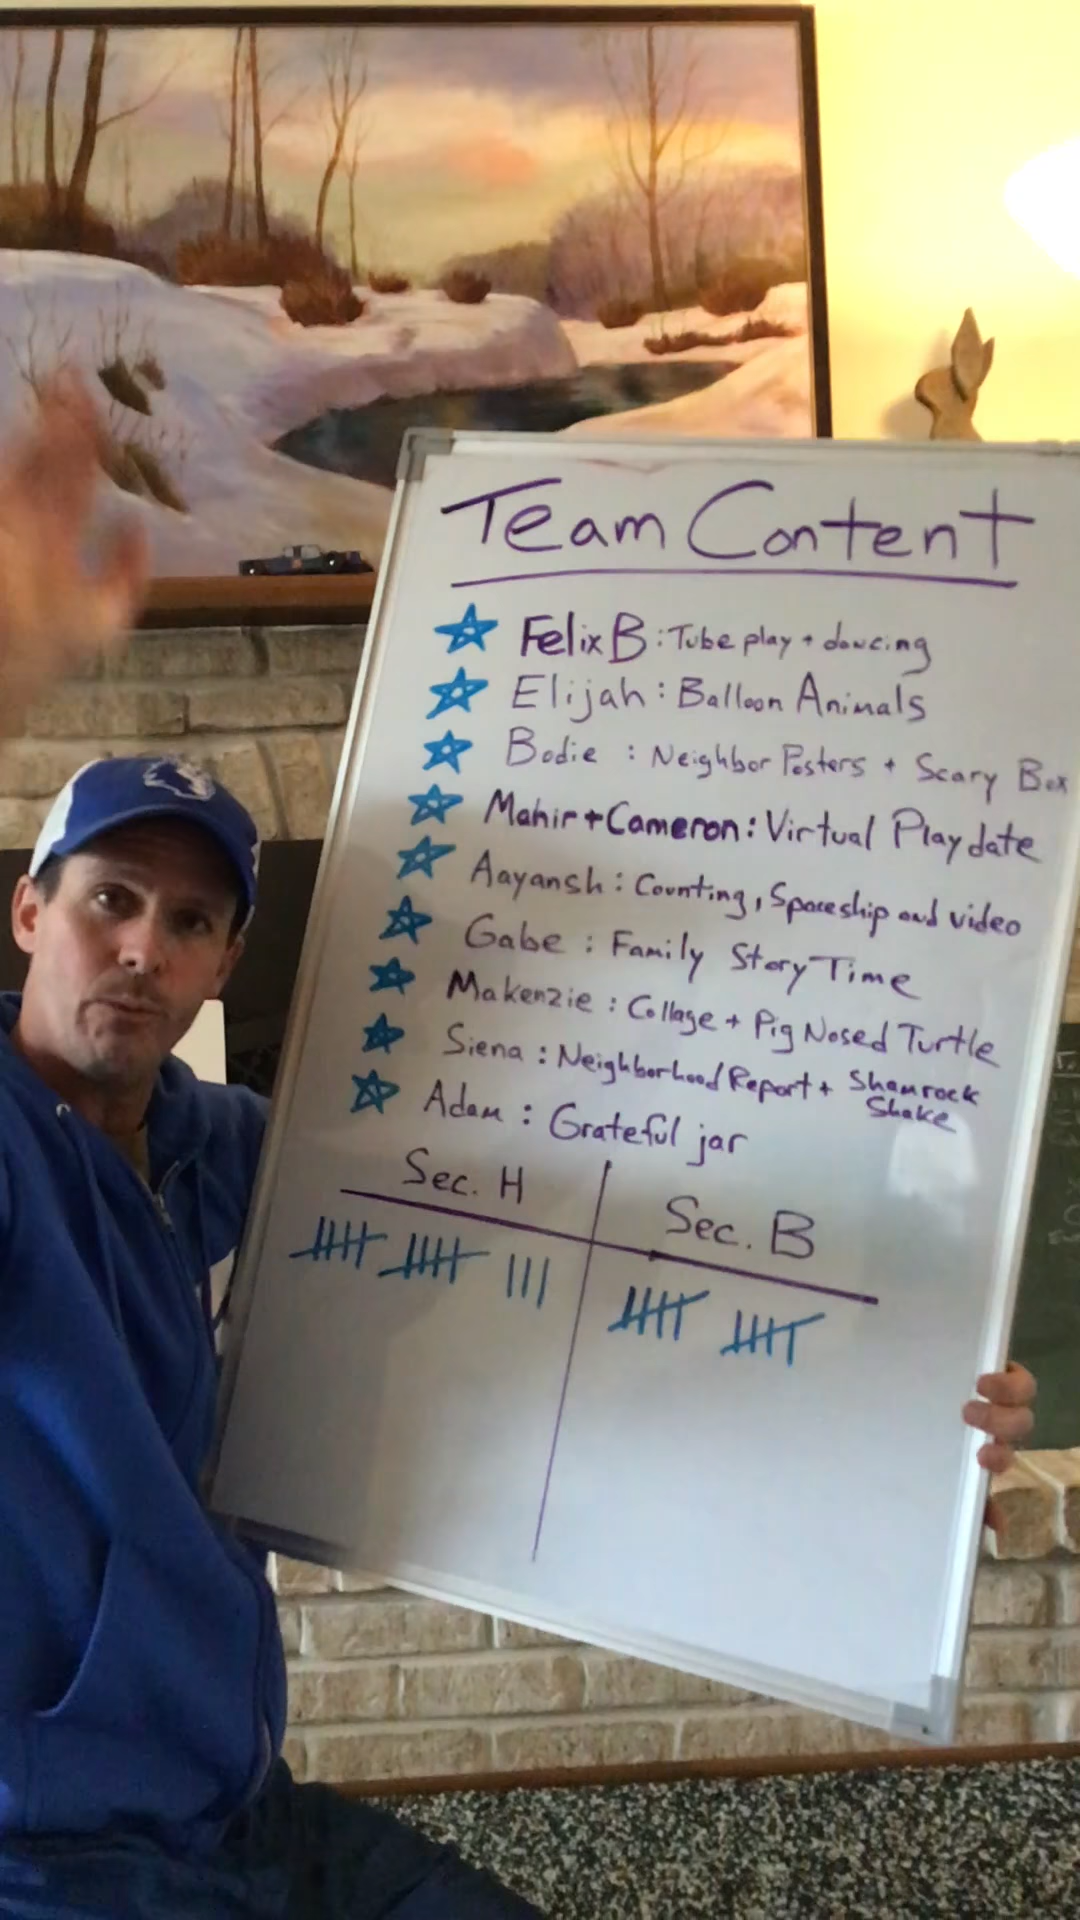 Team Content
Felix B : Tube play + dancing
Elijah : Balloon Animals
Bodie : Neighbor Posters + Scary Box
Mahir + Cameron : Virtual Play date
Aayansh : Counting, Spaceship and video
Gabe : Family Story Time
Makenzie : Collage + Pig Nosed Turtle
Siena : Neighborhood Report + Shamrock
Shake
Adam : Grateful jar
Sec. H
Sec. B